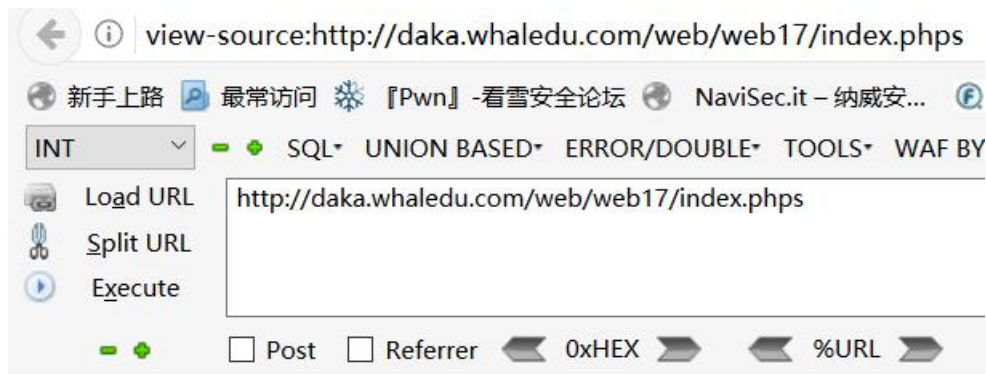 view-source:http://daka.whaledu.com/web/web17/index.phps
新手上路 最常访问 『Pwn』-看雪安全论坛 NaviSec.it – 纳威安...
INT SQL UNION BASED ERROR/DOUBLE TOOLS WAF BY
Load URL http://daka.whaledu.com/web/web17/index.phps
Split URL
Execute
Post Referrer 0xHEX %URL